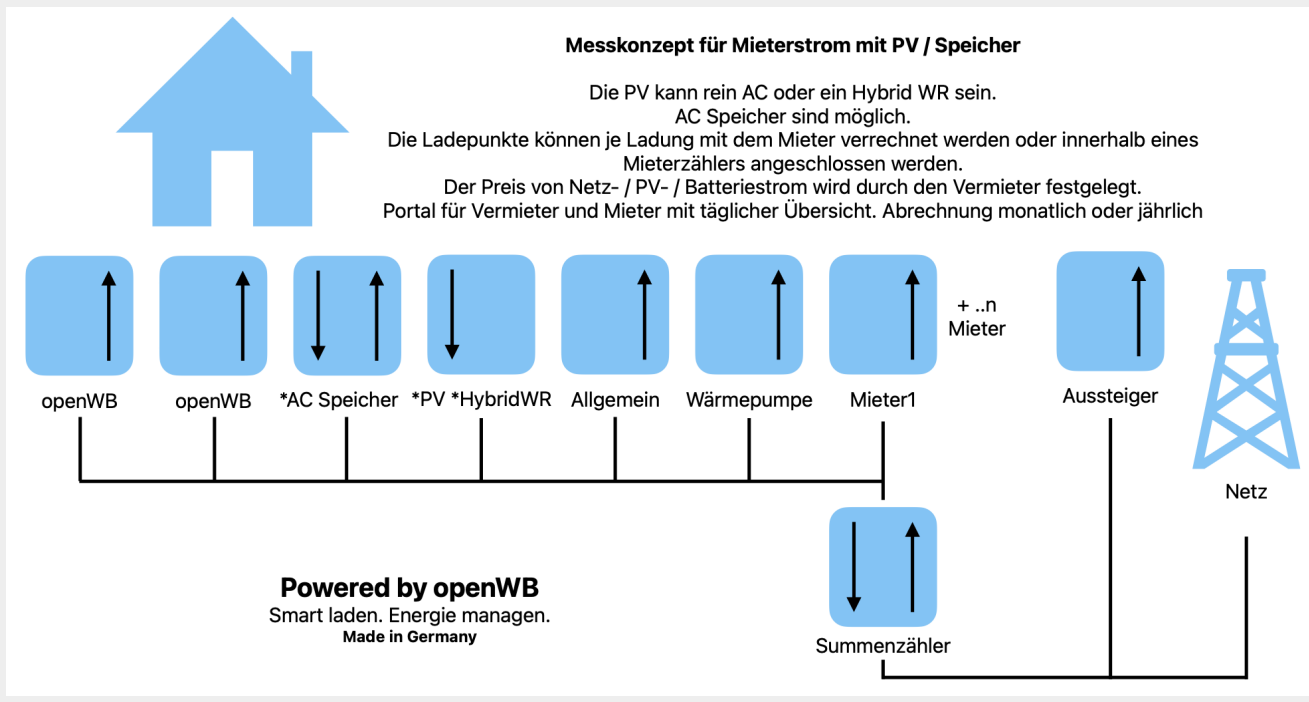 Messkonzept für Mieterstrom mit PV / Speicher
Die PV kann rein AC oder ein Hybrid WR sein.
AC Speicher sind möglich.
Die Ladepunkte können je Ladung mit dem Mieter verrechnet werden oder innerhalb eines
Mieterzählers angeschlossen werden.
Der Preis von Netz- / PV- / Batteriestrom wird durch den Vermieter festgelegt.
Portal für Vermieter und Mieter mit täglicher Übersicht. Abrechnung monatlich oder jährlich
+ ..n
Mieter
openWB
openWB
*AC Speicher
*PV *HybridWR
Allgemein
Wärmepumpe
Mieter1
Aussteiger
Netz
Powered by openWB
Smart laden. Energie managen.
Made in Germany
Summenzähler